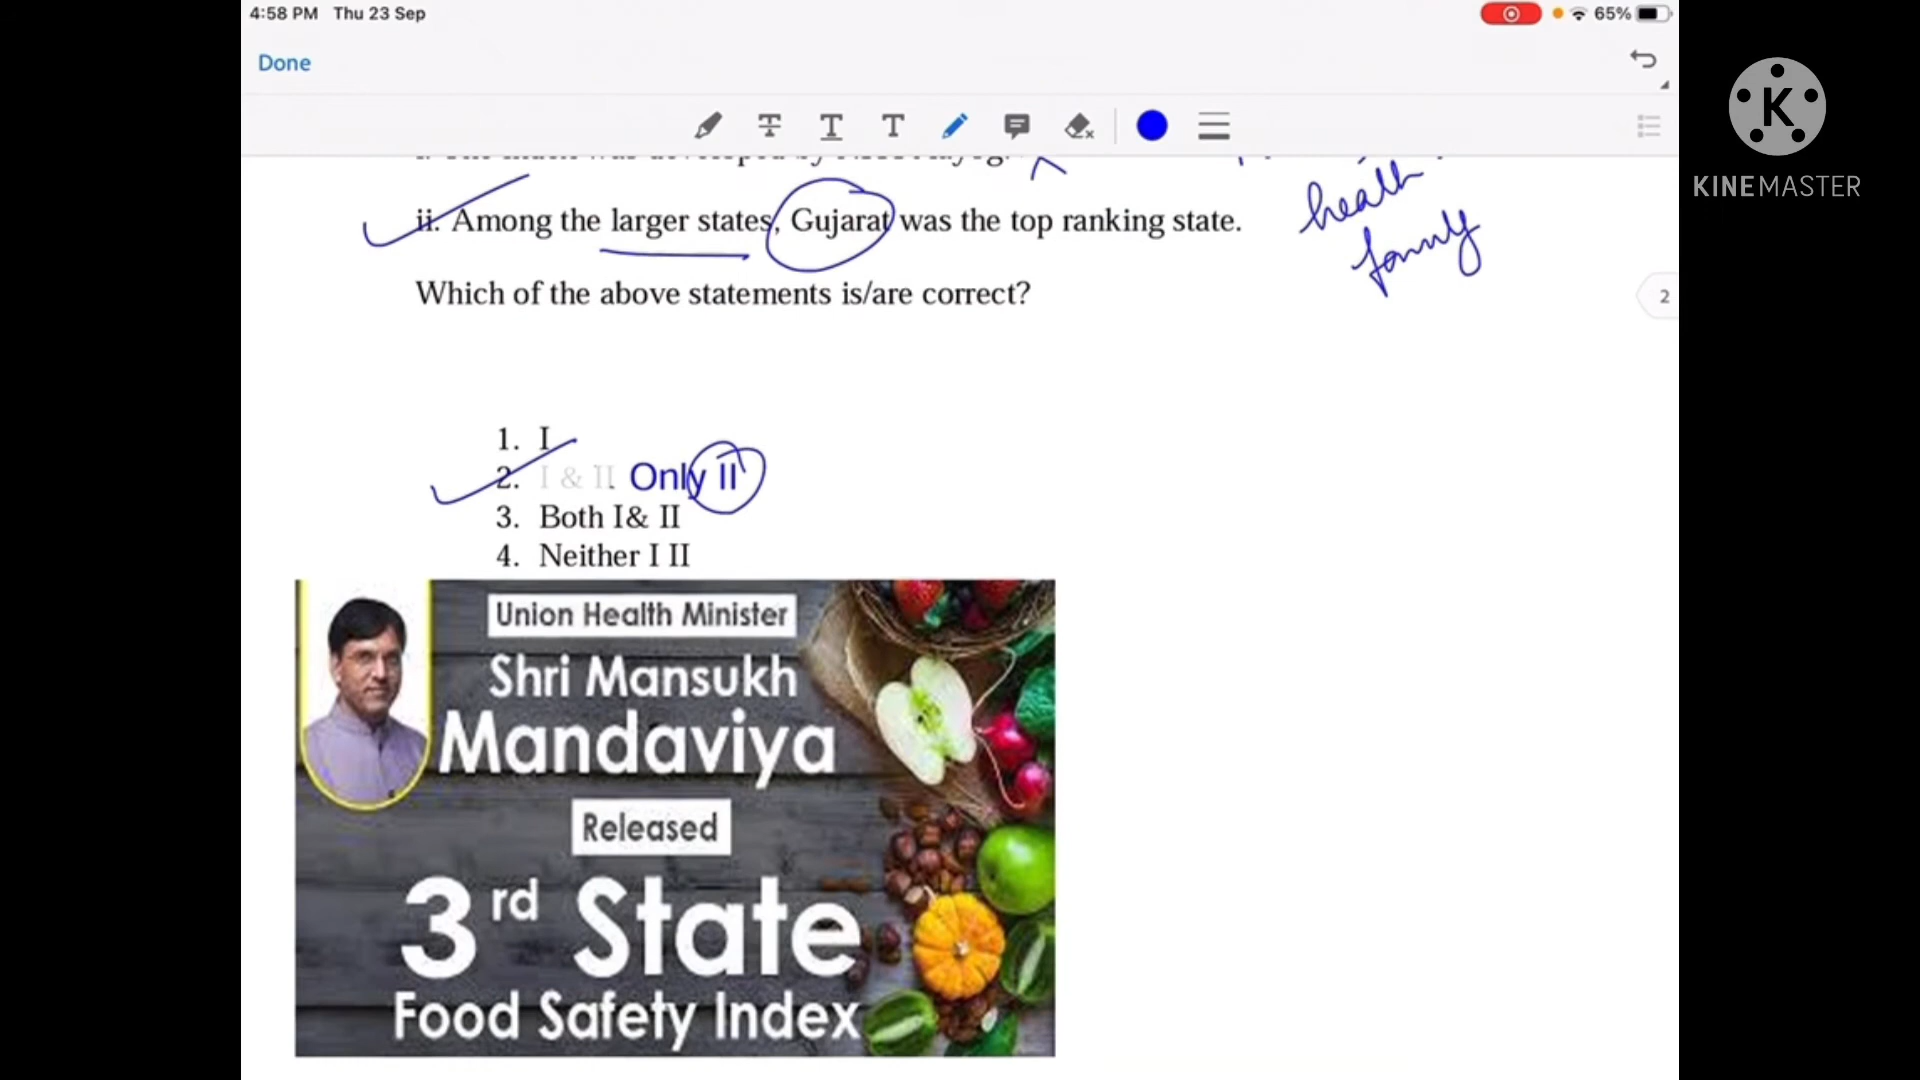 4:58 PM Thu 23 Sep
65%
Done
K
KINEMASTER
ii. Among the larger states, Gujarat was the top ranking state.
health
family
Which of the above statements is/are correct?
2
1. I
2. I & II. Only II
3. Both I& II
4. Neither I II
Union Health Minister
Shri Mansukh
Mandaviya
Released
3rd State
Food Safety Index